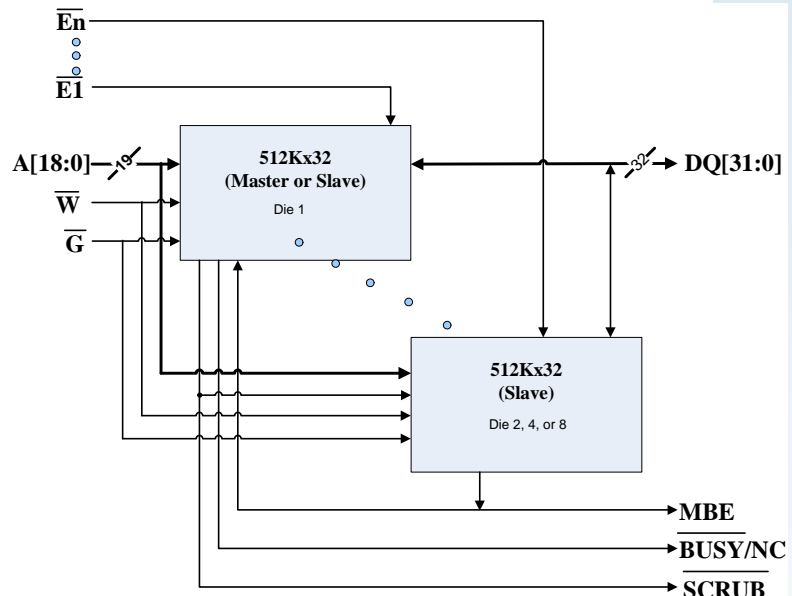 En
E1
A[18:0]
19
W
G
512Kx32
(Master or Slave)
Die 1
32
DQ[31:0]
512Kx32
(Slave)
Die 2, 4, or 8
MBE
BUSY/NC
SCRUB